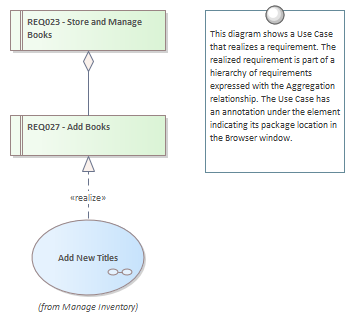 REQ023 - Store and Manage
Books
REQ027 - Add Books
«realize»
Add New Titles
(from Manage Inventory)
This diagram shows a Use Case
that realizes a requirement. The
realized requirement is part of a
hierarchy of requirements
expressed with the Aggregation
relationship. The Use Case has
an annotation under the element
indicating its package location in
the Browser window.